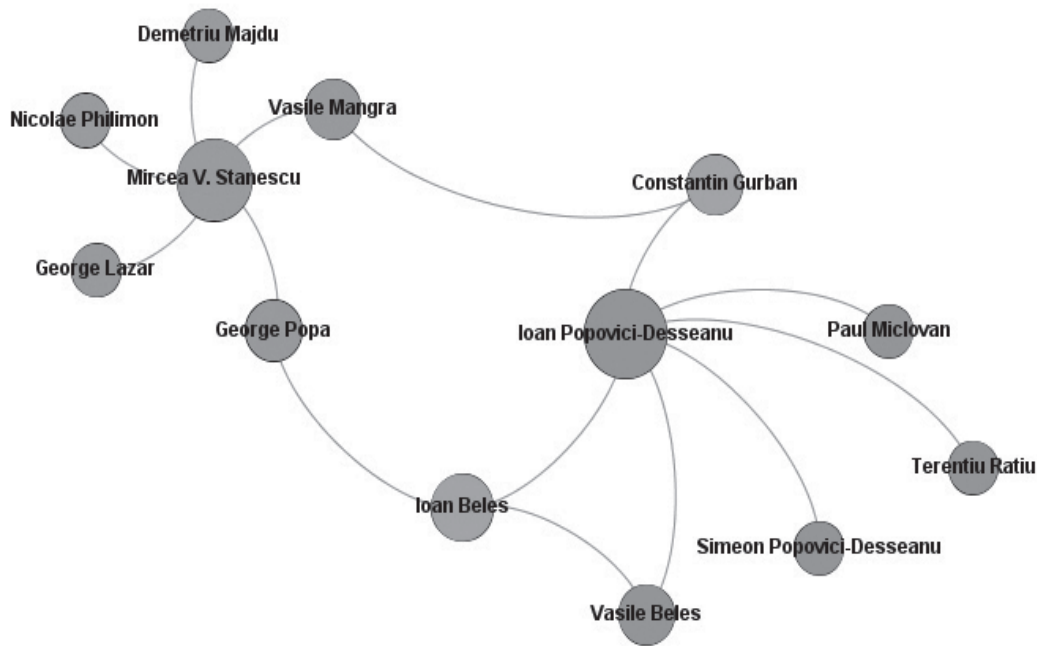 Demetriu Majdu
Vasile Mangra
Nicolae Philimon
Mircea V. Stanescu
Constantin Gurban
George Lazar
George Popa
Ioan Popovici-Desseanu
Paul Miclovan
Terentiu Ratiu
Ioan Beles
Simeon Popovici-Desseanu
Vasile Beles